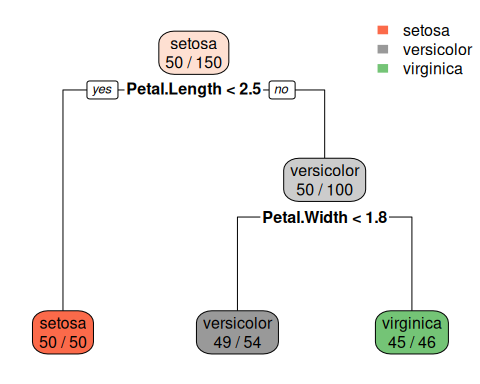 setosa
50 / 150
setosa
versicolor
virginica
yes
Petal.Length < 2.5
no
versicolor
50 / 100
Petal.Width < 1.8
setosa
50 / 50
versicolor
49 / 54
virginica
45 / 46